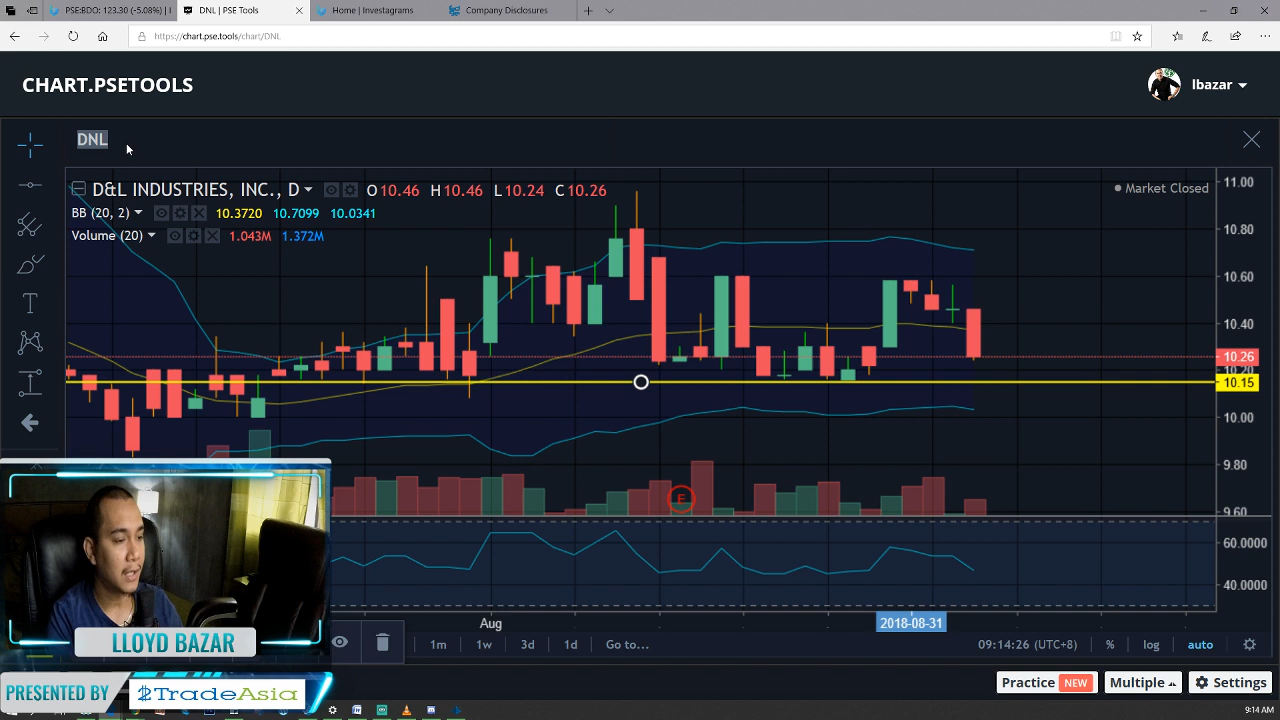 PSE:BDO: 123.30 (-5.08%) |
DNL | PSE Tools
Home | Investagrams
Company Disclosures
https://chart.pse.tools/chart/DNL
CHART.PSETOOLS
lbazar
DNL
D&L INDUSTRIES, INC., D
O 10.46 H 10.46 L 10.24 C 10.26
Market Closed
BB (20, 2)
10.3720 10.7099 10.0341
Volume (20)
1.043M 1.372M
11.00
10.80
10.60
10.40
10.26
10.20
10.15
10.00
9.80
9.60
E
60.0000
40.0000
Aug
2018-08-31
1m 1w 3d 1d Go to...
09:14:26 (UTC+8) % log auto
LLOYD BAZAR
PRESENTED BY
$TradeAsia
Practice NEW Multiple Settings
9:14 AM